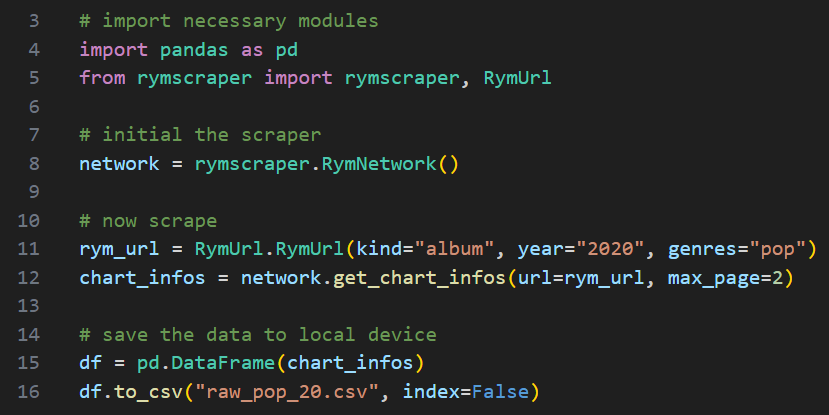 3 # import necessary modules
4 import pandas as pd
5 from rymscraper import rymscraper, RymUrl
6
7 # initial the scraper
8 network = rymscraper.RymNetwork()
9
10 # now scrape
11 rym_url = RymUrl.RymUrl(kind="album", year="2020", genres="pop")
12 chart_infos = network.get_chart_infos(url=rym_url, max_page=2)
13
14 # save the data to local device
15 df = pd.DataFrame(chart_infos)
16 df.to_csv("raw_pop_20.csv", index=False)